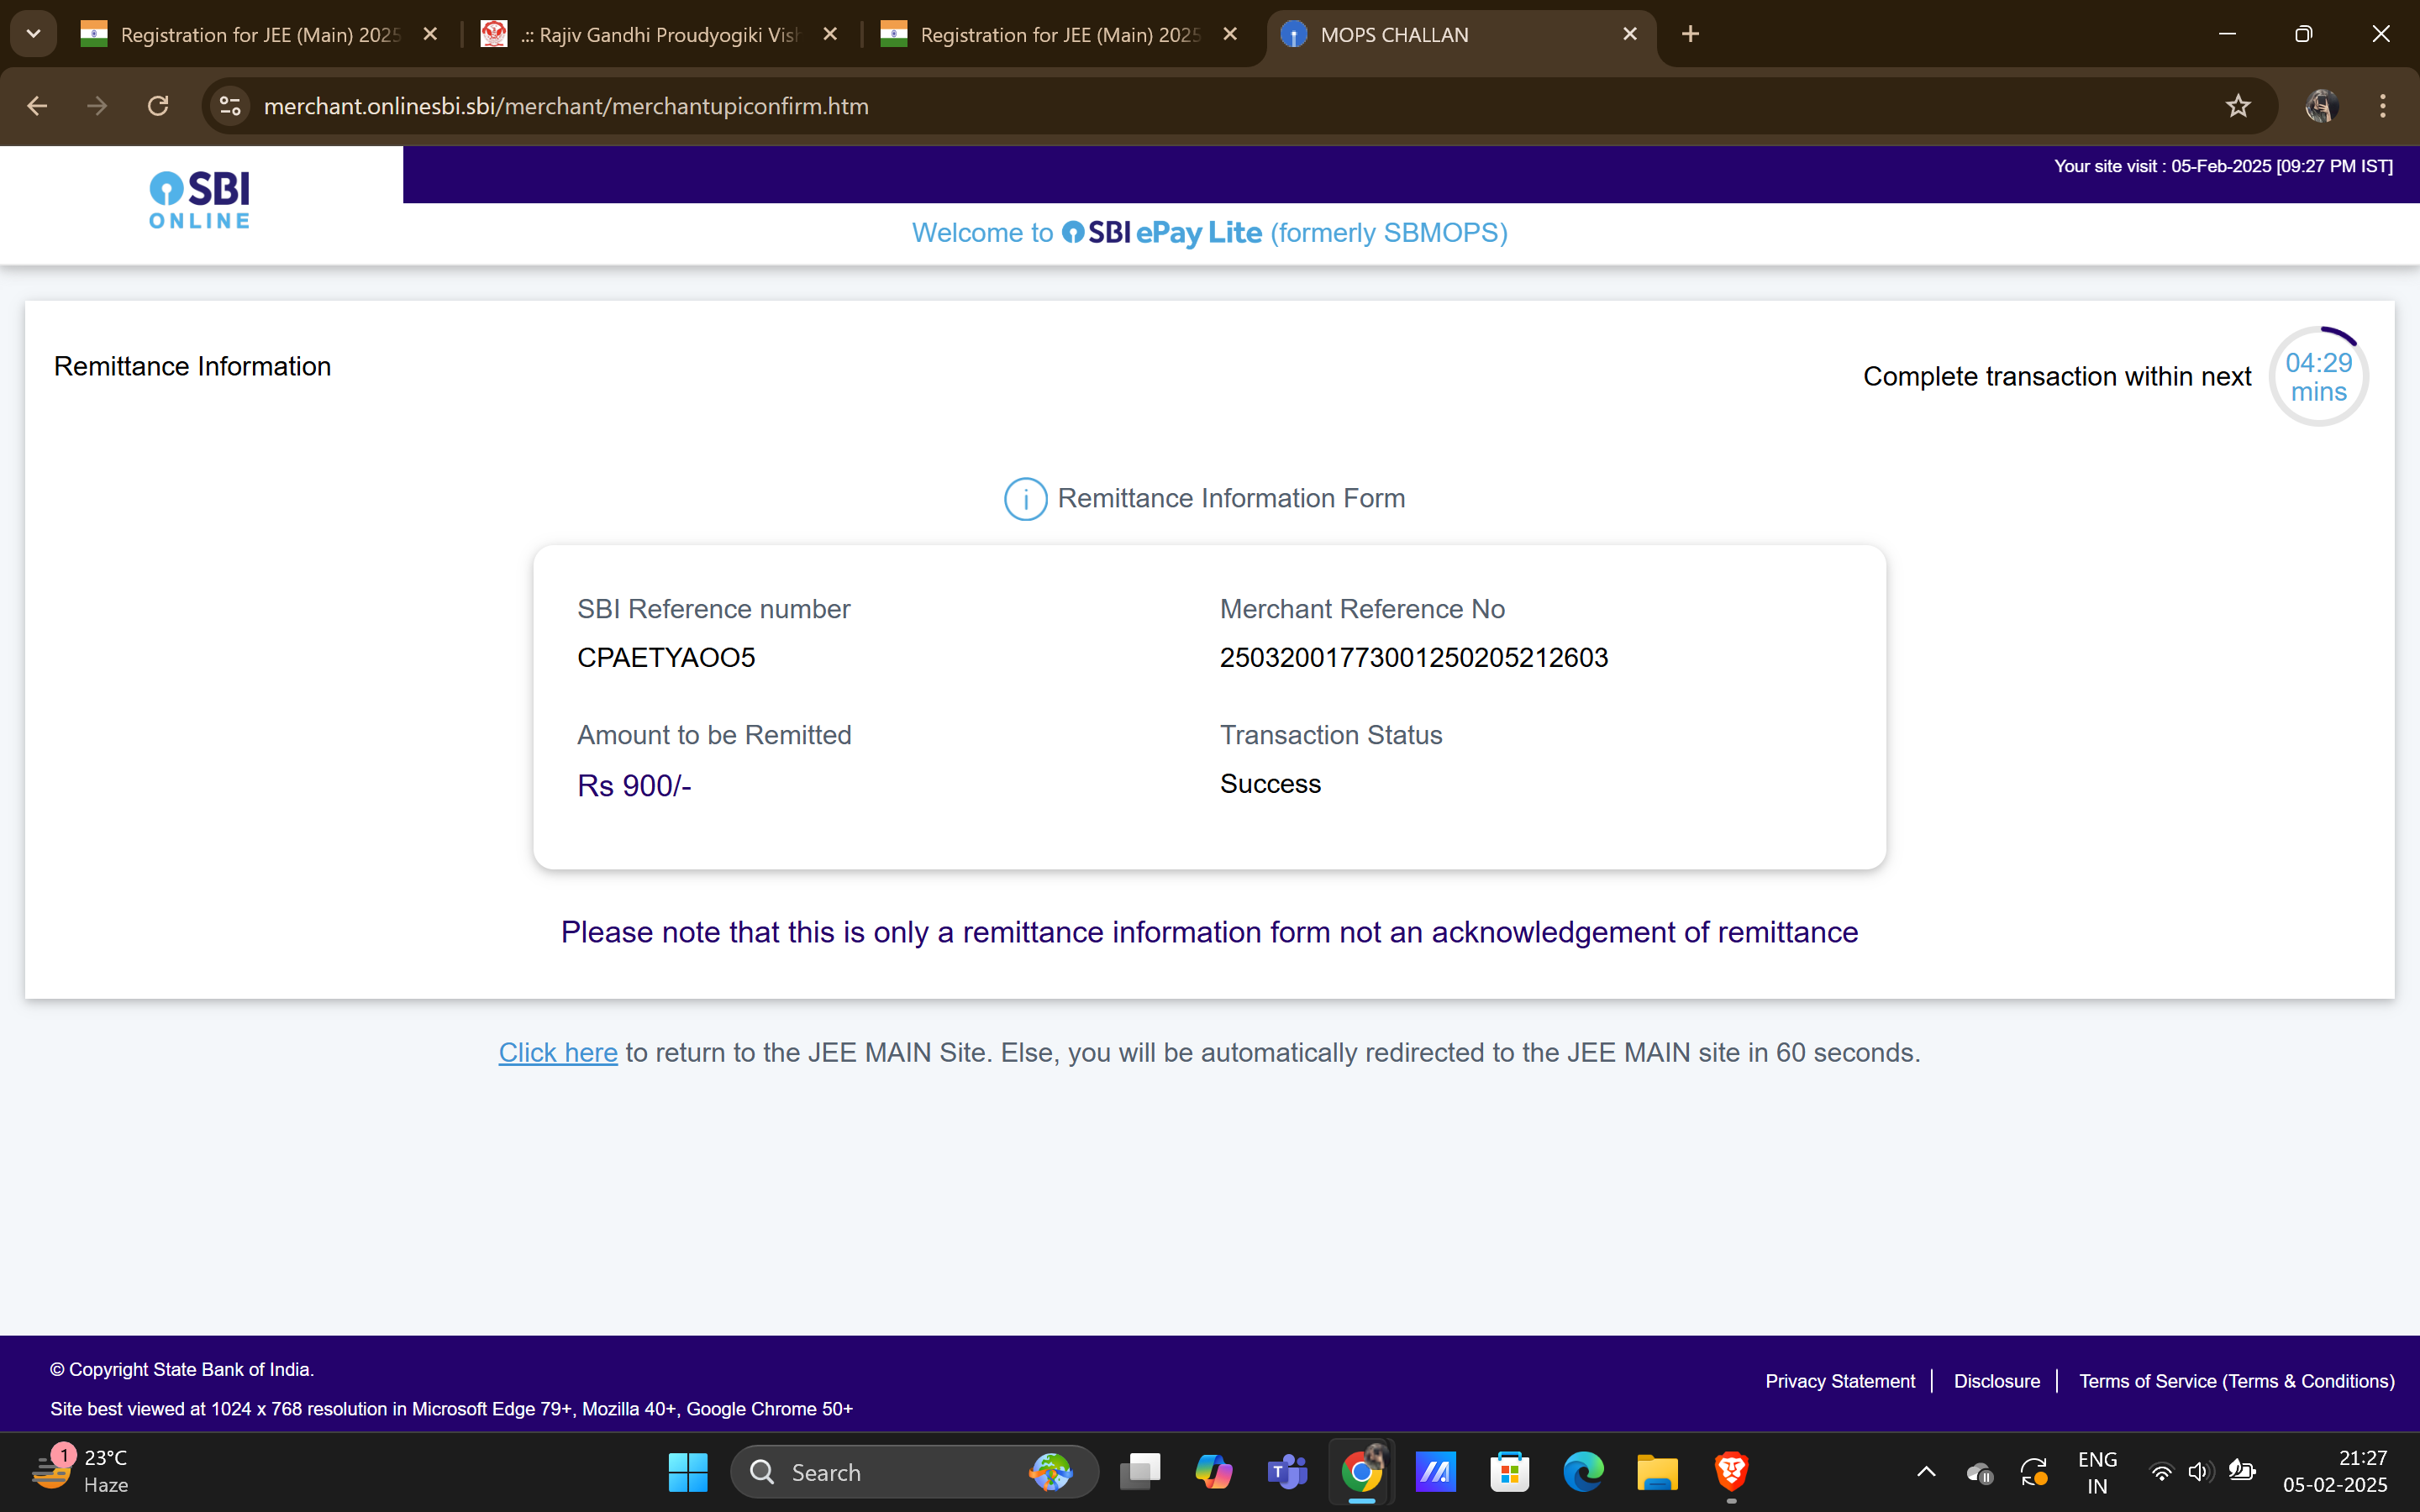 Registration for JEE (Main) 2025
.:: Rajiv Gandhi Proudyogiki Vish
Registration for JEE (Main) 2025
MOPS CHALLAN
merchant.onlinesbi.sbi/merchant/merchantupiconfirm.htm
SBI
ONLINE
Your site visit : 05-Feb-2025 [09:27 PM IST]
Welcome to SBI ePay Lite (formerly SBMOPS)
Remittance Information
Complete transaction within next
04:29
mins
i Remittance Information Form
SBI Reference number
CPAETYAOO5
Merchant Reference No
25032001773001250205212603
Amount to be Remitted
Rs 900/-
Transaction Status
Success
Please note that this is only a remittance information form not an acknowledgement of remittance
Click here to return to the JEE MAIN Site. Else, you will be automatically redirected to the JEE MAIN site in 60 seconds.
© Copyright State Bank of India.
Site best viewed at 1024 x 768 resolution in Microsoft Edge 79+, Mozilla 40+, Google Chrome 50+
Privacy Statement
Disclosure
Terms of Service (Terms & Conditions)
1
23°C
Haze
Search
T
ENG
IN
21:27
05-02-2025